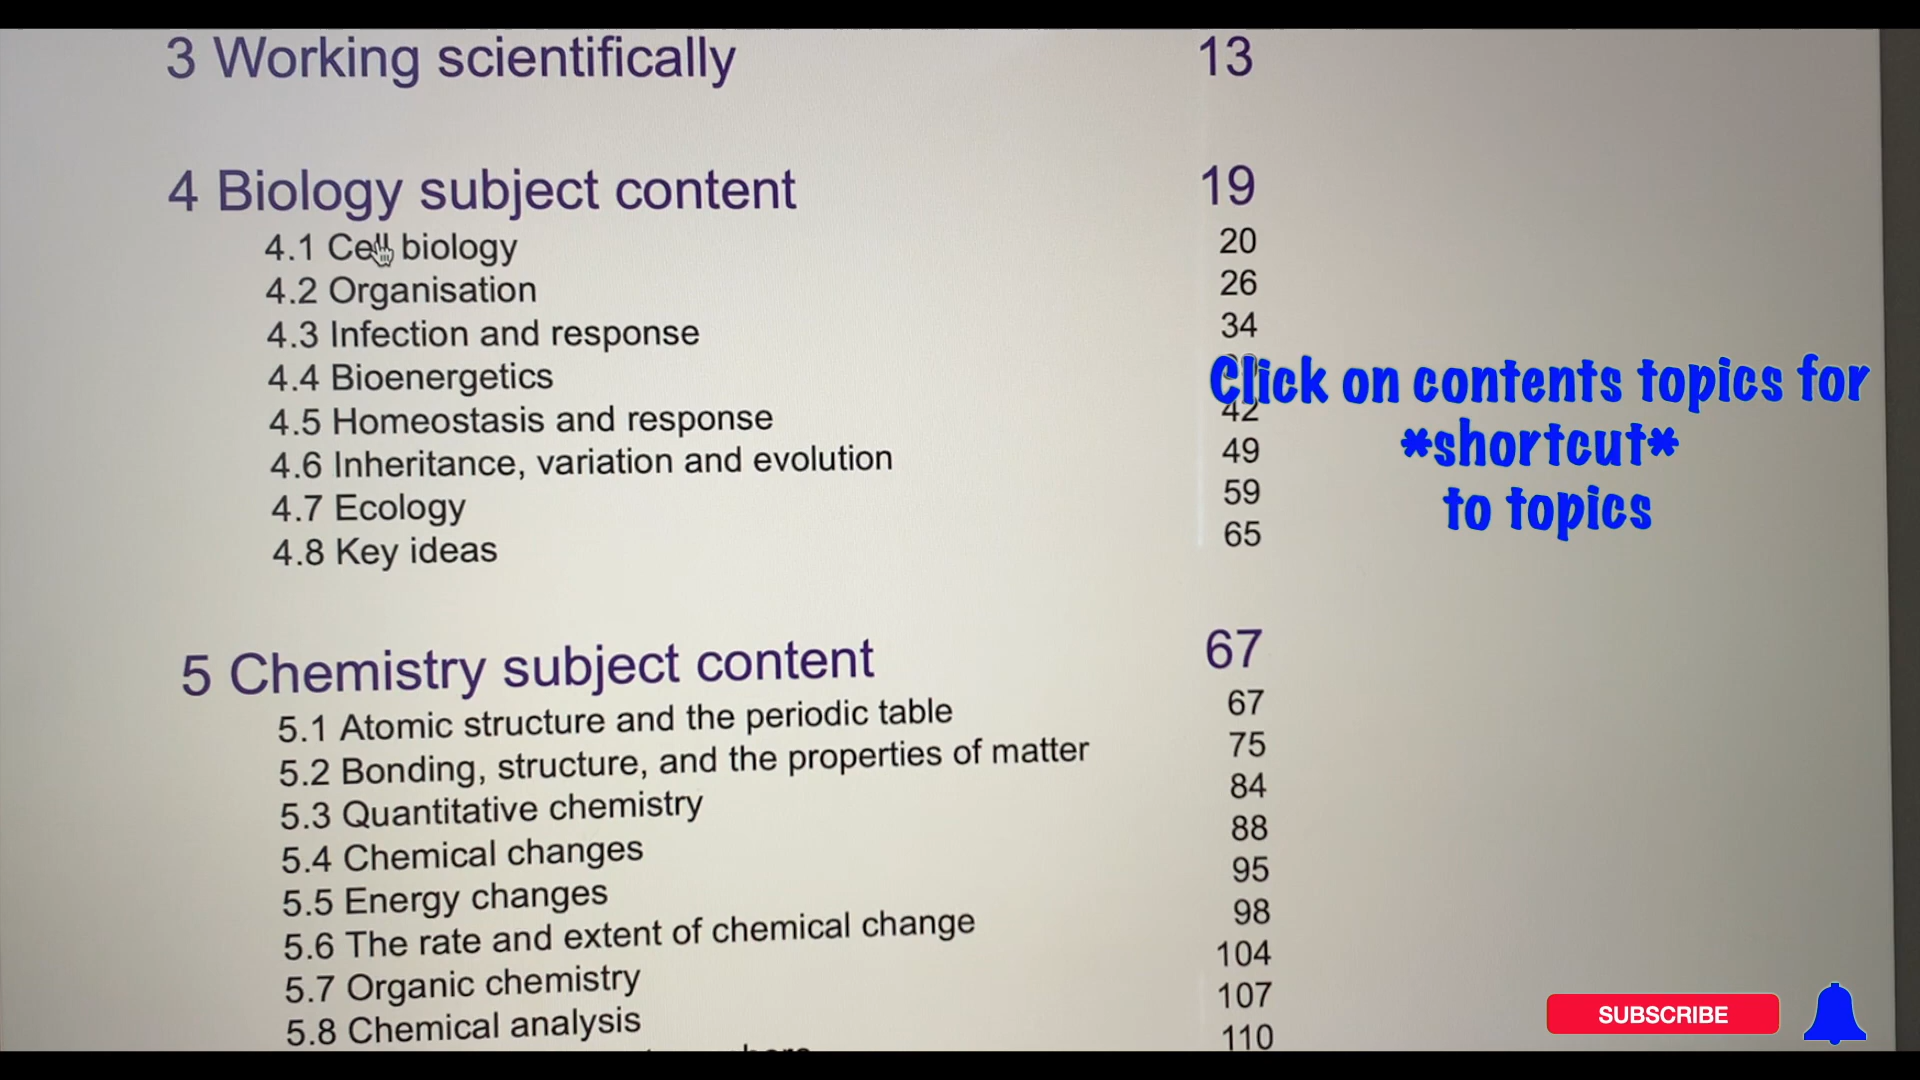 3 Working scientifically 13
4 Biology subject content 19
4.1 Cell biology 20
4.2 Organisation 26
4.3 Infection and response 34
4.4 Bioenergetics
4.5 Homeostasis and response 42
4.6 Inheritance, variation and evolution 49
4.7 Ecology 59
4.8 Key ideas 65
Click on contents topics for
*shortcut*
to topics
5 Chemistry subject content 67
5.1 Atomic structure and the periodic table 67
5.2 Bonding, structure, and the properties of matter 75
5.3 Quantitative chemistry 84
5.4 Chemical changes 88
5.5 Energy changes 95
5.6 The rate and extent of chemical change 98
5.7 Organic chemistry 104
5.8 Chemical analysis 107
110
SUBSCRIBE